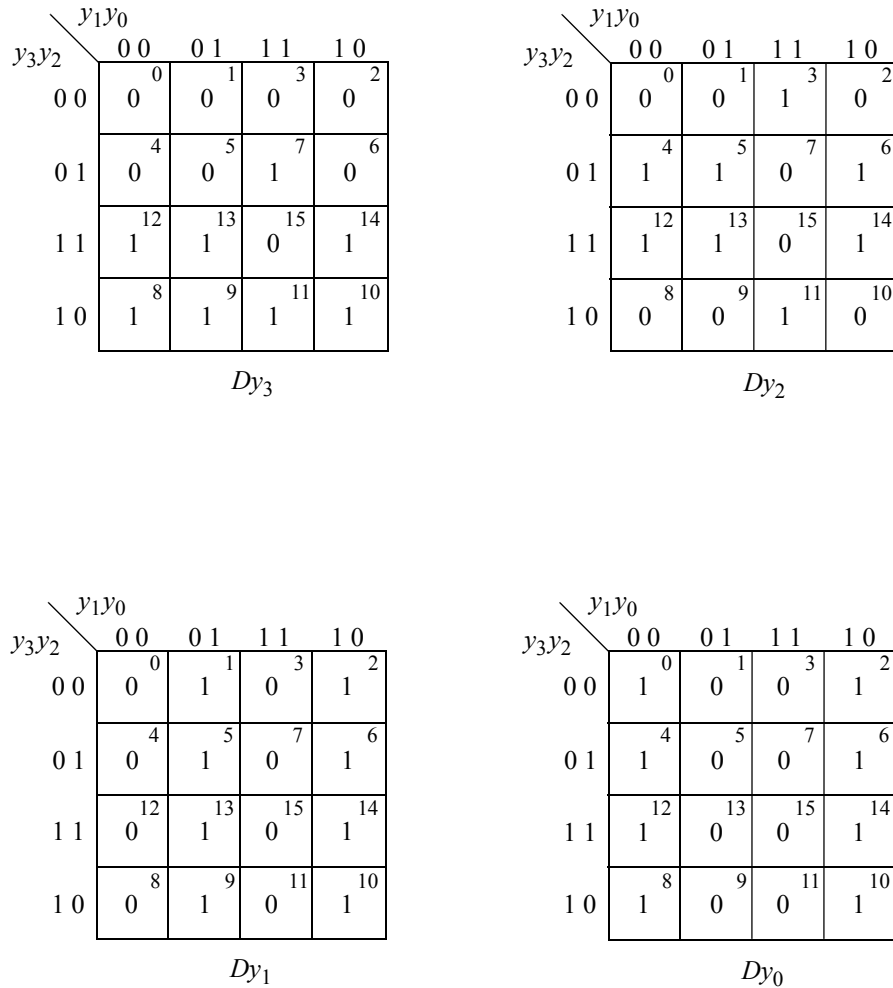 y1y0 y1y0
y3y2 0 0 0 1 1 1 1 0 y3y2 0 0 0 1 1 1 1 0
0 1 3 2 0 1 3 2
0 0 0 0 0 0 0 0 0 0 1 0
4 5 7 6 4 5 7 6
0 1 0 0 1 0 0 1 1 1 0 1
12 13 15 14 12 13 15 14
1 1 1 1 0 1 1 1 1 1 0 1
8 9 11 10 8 9 11 10
1 0 1 1 1 1 1 0 0 0 1 0
Dy3 Dy2
y1y0 y1y0
y3y2 0 0 0 1 1 1 1 0 y3y2 0 0 0 1 1 1 1 0
0 1 3 2 0 1 3 2
0 0 0 1 0 1 0 0 1 0 0 1
4 5 7 6 4 5 7 6
0 1 0 1 0 1 0 1 1 0 0 1
12 13 15 14 12 13 15 14
1 1 0 1 0 1 1 1 1 0 0 1
8 9 11 10 8 9 11 10
1 0 0 1 0 1 1 0 1 0 0 1
Dy1 Dy0